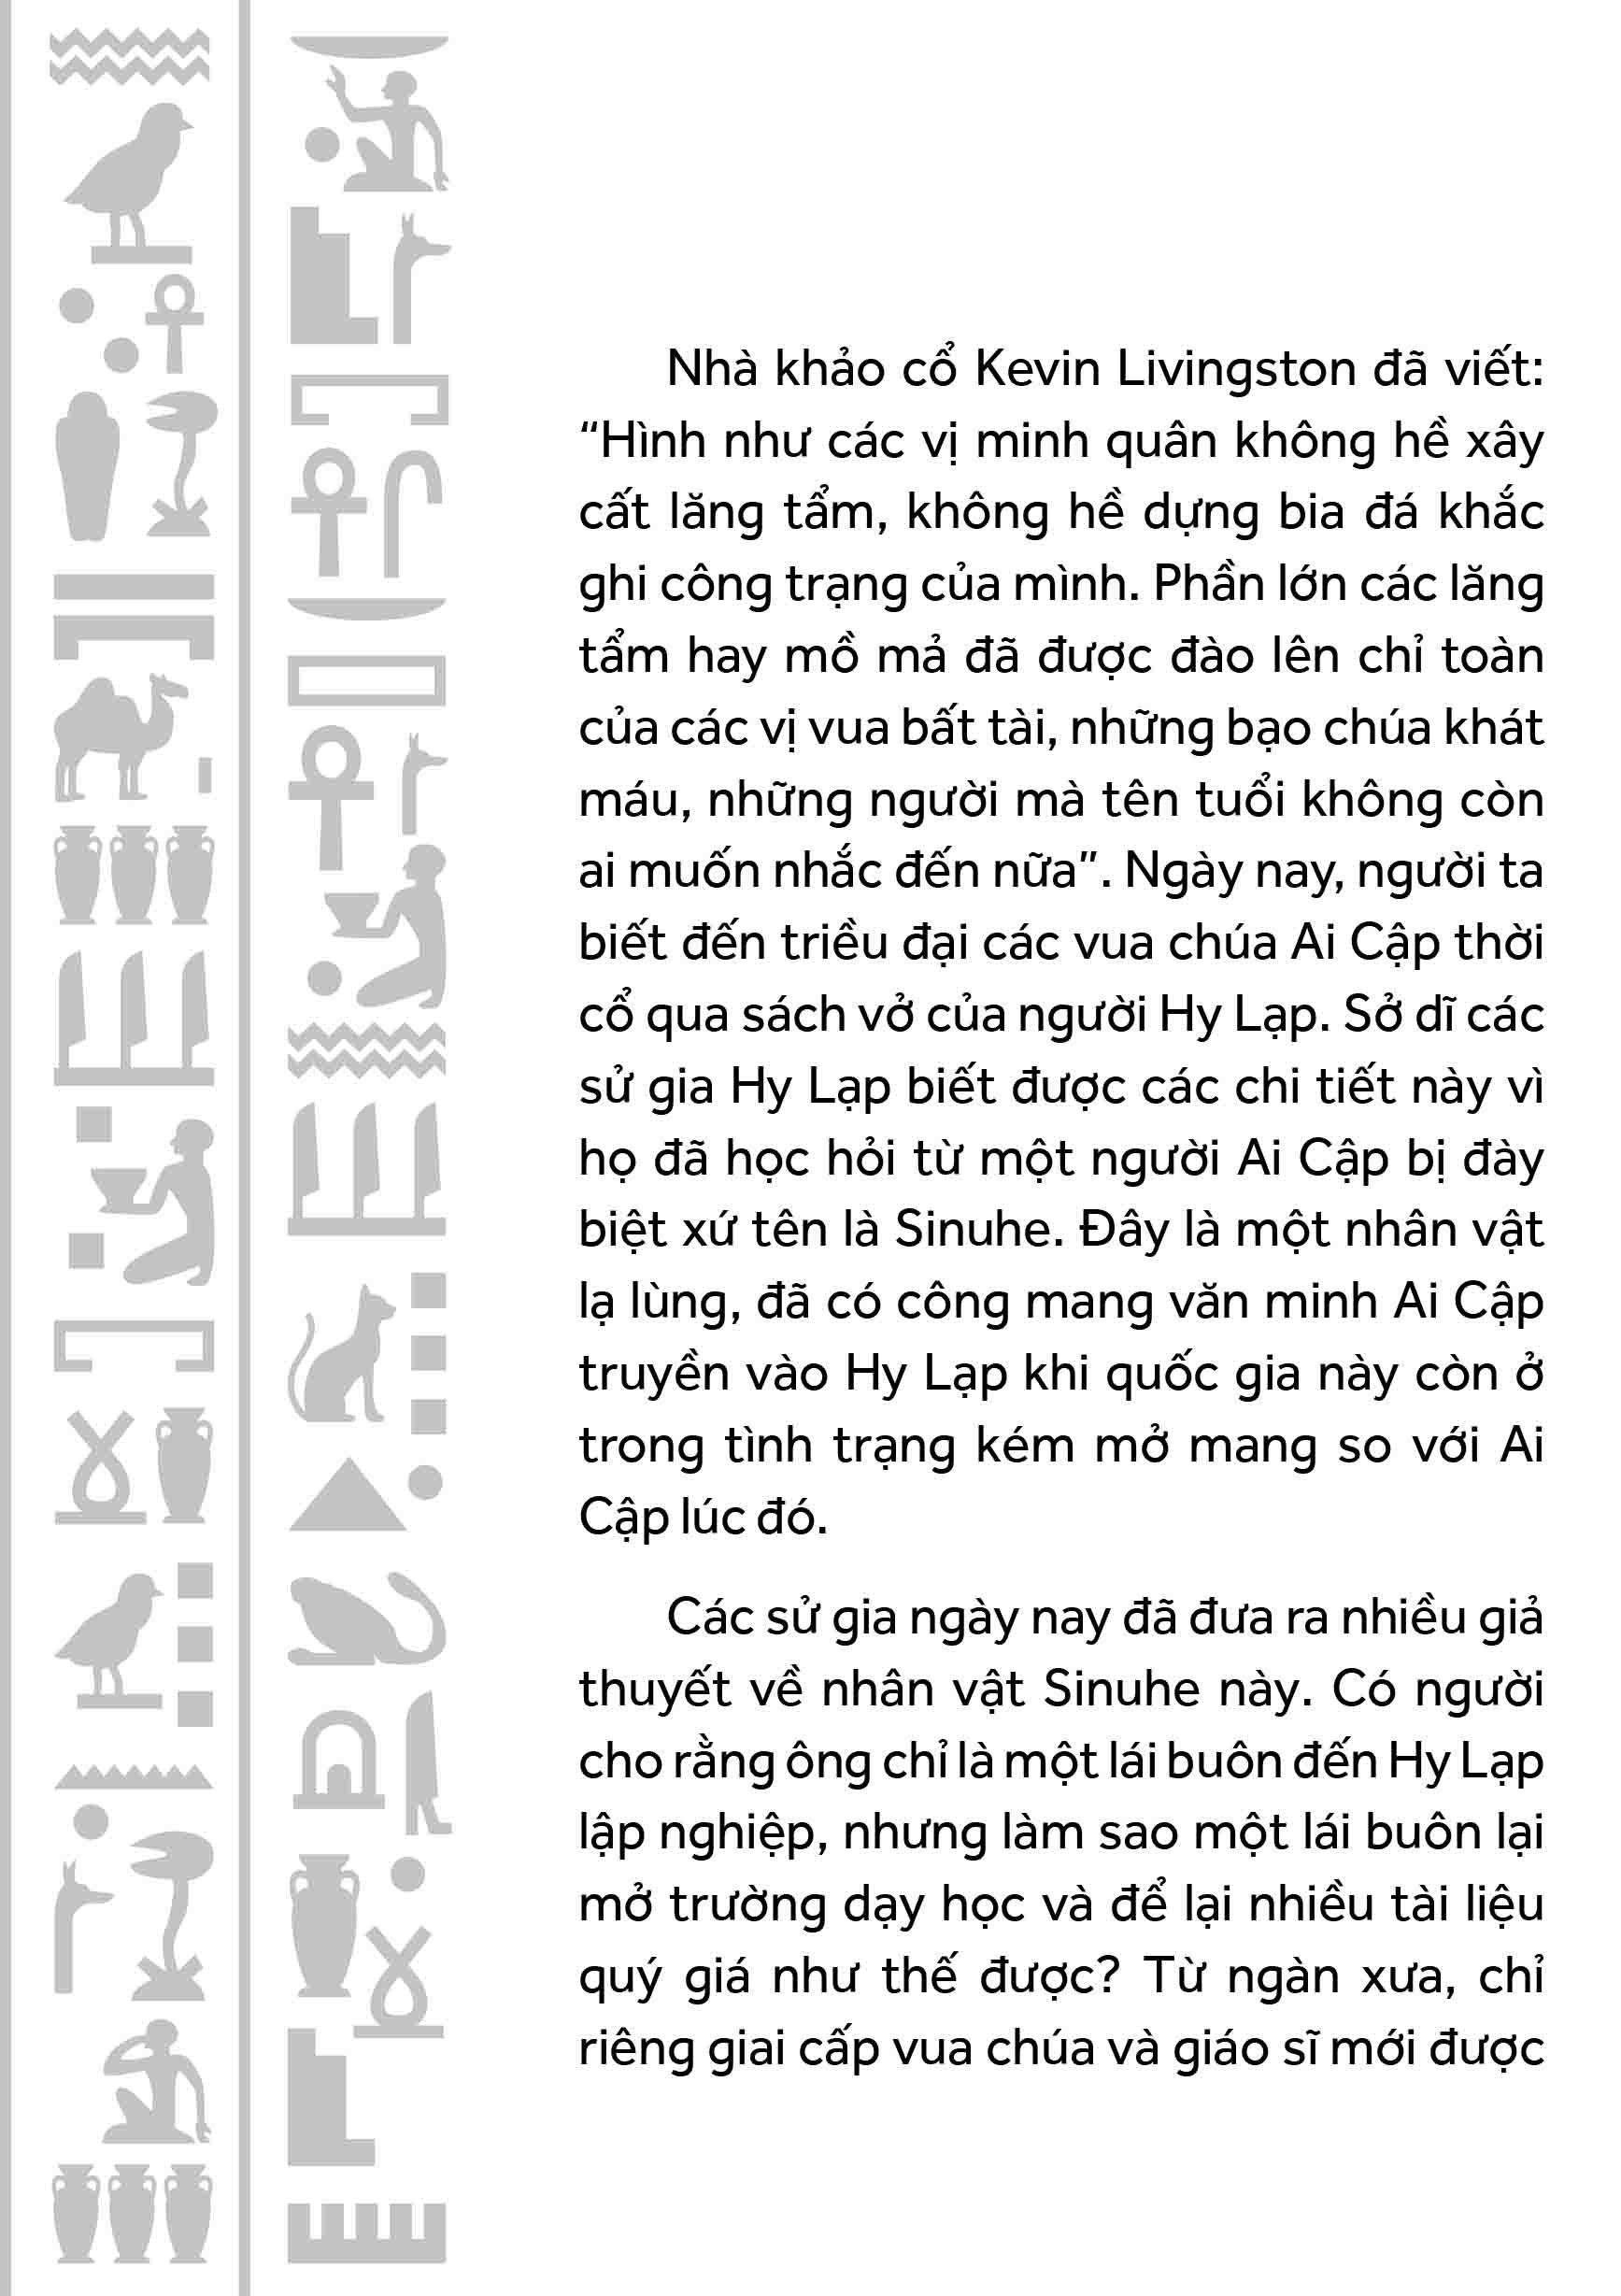 Nhà khảo cổ Kevin Livingston đã viết:
“Hình như các vị minh quân không hề xây
cất lăng tẩm, không hề dựng bia đá khắc
ghi công trạng của mình. Phần lớn các lăng
tẩm hay mồ mả đã được đào lên chỉ toàn
của các vị vua bất tài, những bạo chúa khát
máu, những người mà tên tuổi không còn
ai muốn nhắc đến nữa”. Ngày nay, người ta
biết đến triều đại các vua chúa Ai Cập thời
cổ qua sách vở của người Hy Lạp. Sở dĩ các
sử gia Hy Lạp biết được các chi tiết này vì
họ đã học hỏi từ một người Ai Cập bị đày
biệt xứ tên là Sinuhe. Đây là một nhân vật
lạ lùng, đã có công mang văn minh Ai Cập
truyền vào Hy Lạp khi quốc gia này còn ở
trong tình trạng kém mở mang so với Ai
Cập lúc đó.
Các sử gia ngày nay đã đưa ra nhiều giả
thuyết về nhân vật Sinuhe này. Có người
cho rằng ông chỉ là một lái buôn đến Hy Lạp
lập nghiệp, nhưng làm sao một lái buôn lại
mở trường dạy học và để lại nhiều tài liệu
quý giá như thế được? Từ ngàn xưa, chỉ
riêng giai cấp vua chúa và giáo sĩ mới được